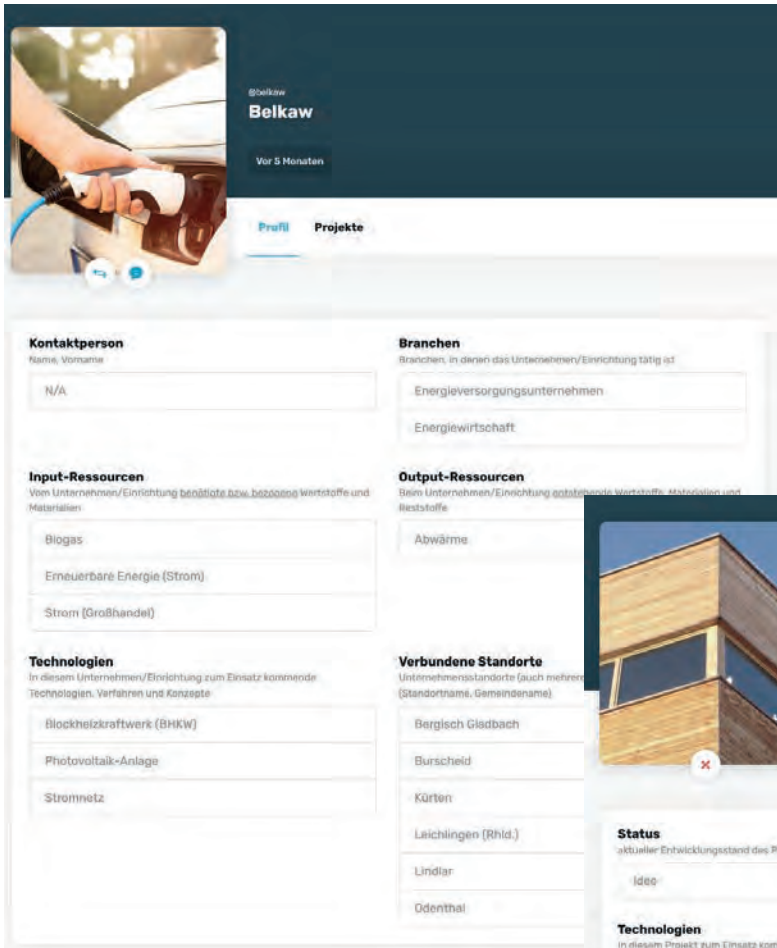 @belkaw
Belkaw
Vor 5 Monaten
Profil Projekte
Kontaktperson
Name, Vorname
N/A
Branchen
Branchen, in denen das Unternehmen/Einrichtung tätig ist
Energieversorgungsunternehmen
Energiewirtschaft
Input-Ressourcen
Vom Unternehmen/Einrichtung benötigte bzw. bezogene Wertstoffe und
Materialien
Biogas
Erneuerbare Energie (Strom)
Strom (Großhandel)
Output-Ressourcen
Beim Unternehmen/Einrichtung entstehende Wertstoffe, Materialien und
Reststoffe
Abwärme
Technologien
In diesem Unternehmen/Einrichtung zum Einsatz kommende
Technologien, Verfahren und Konzepte
Blockheizkraftwerk (BHKW)
Photovoltaik-Anlage
Stromnetz
Verbundene Standorte
Unternehmensstandorte (auch mehrere
(Standortname, Gemeindename)
Bergisch Gladbach
Burscheid
Kürten
Leichlingen (Rhld.)
Lindlar
Odenthal
Status
aktueller Entwicklungsstand des P
Idee
Technologien
In diesem Projekt zum Einsatz kom